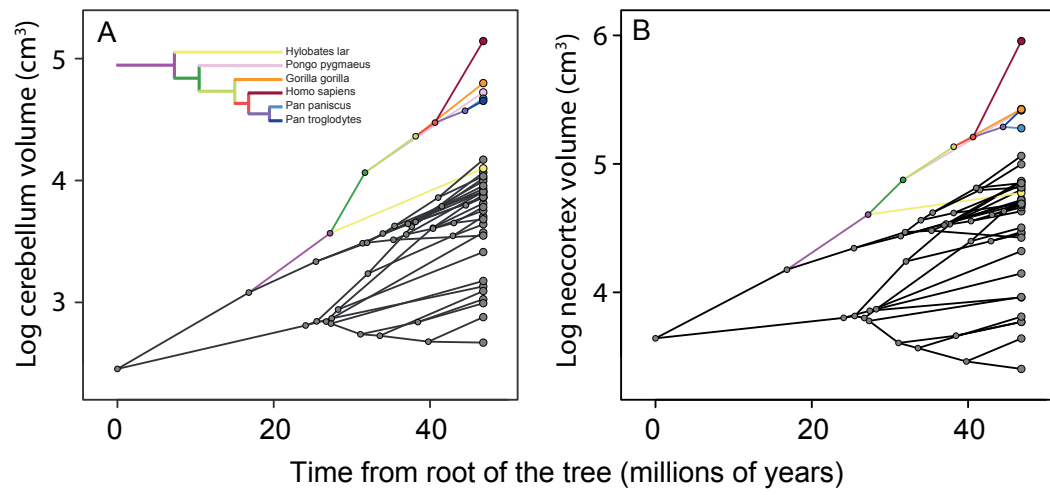 A
B
Hylobates lar
Pongo pygmaeus
Gorilla gorilla
Homo sapiens
Pan paniscus
Pan troglodytes
Log cerebellum volume (cm³)
5
4
3
0
20
40
Log neocortex volume (cm³)
6
5
4
0
20
40
Time from root of the tree (millions of years)